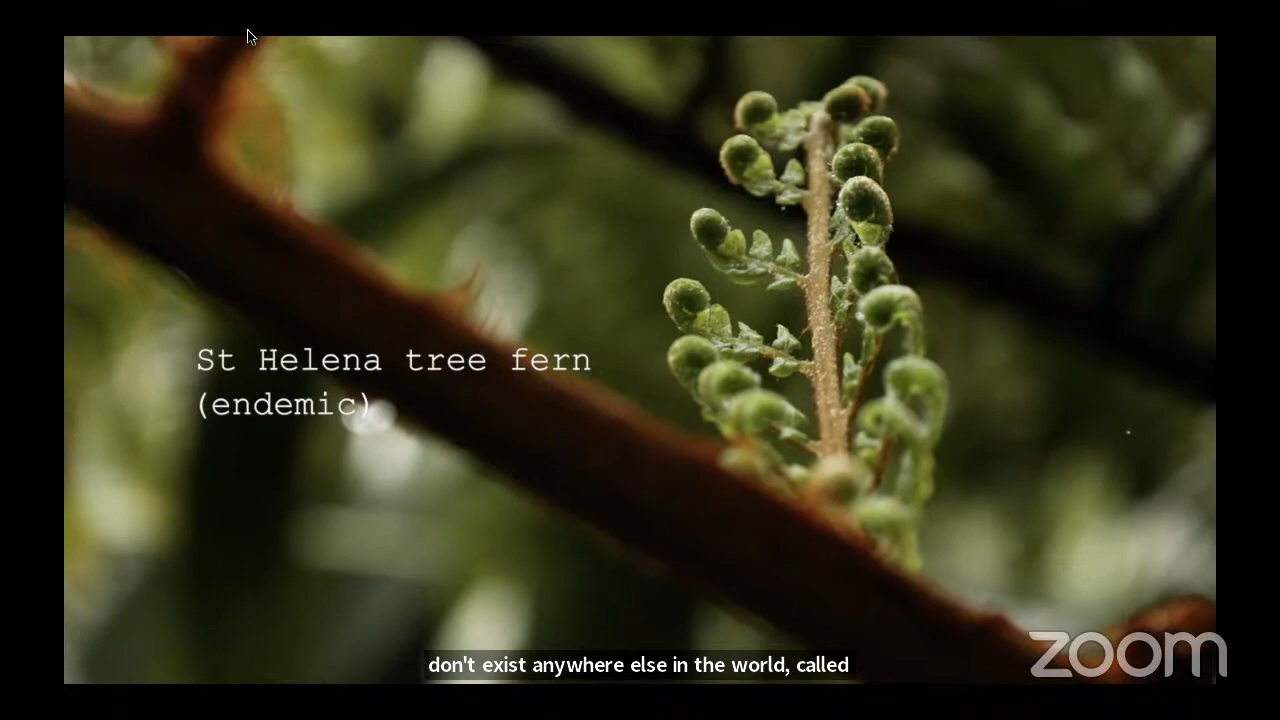 St Helena tree fern
(endemic)
don't exist anywhere else in the world, called
zoom